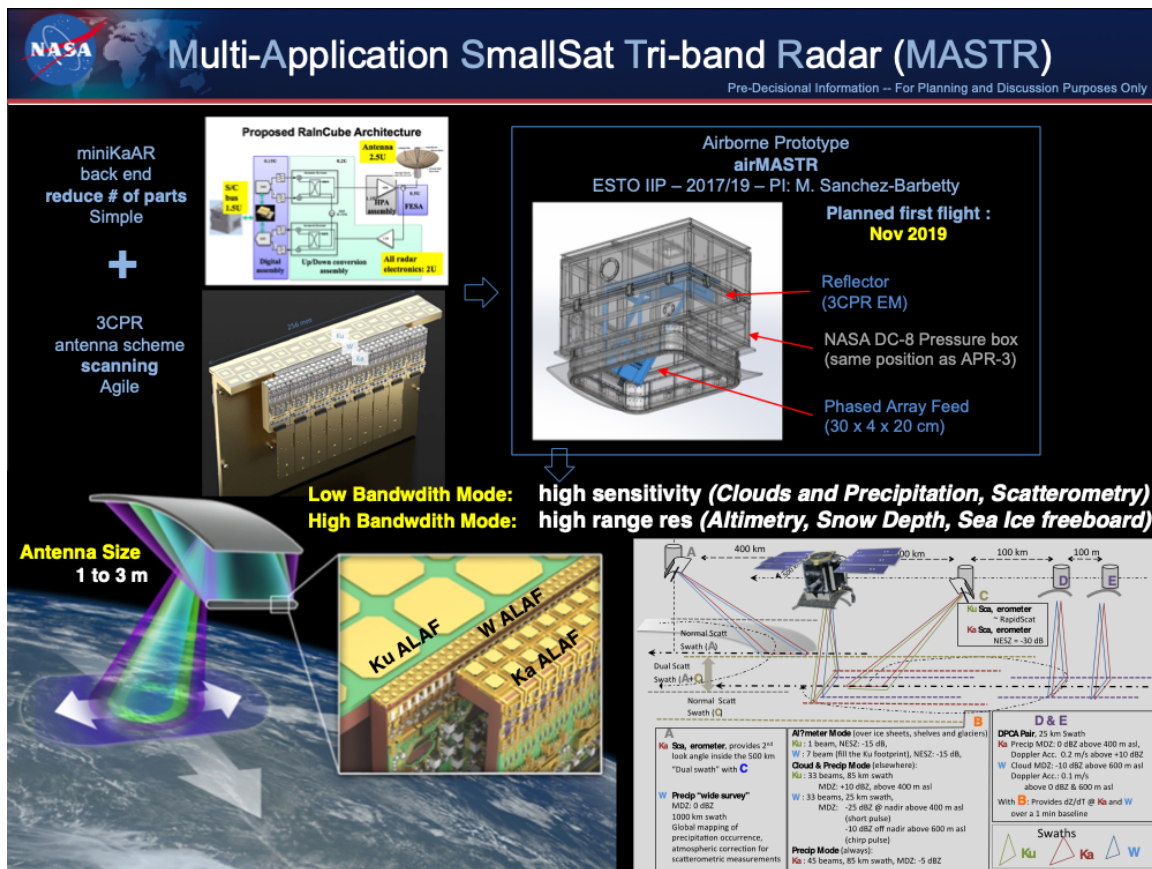 NASA
Multi-Application SmallSat Tri-band Radar (MASTR)
Pre-Decisional Information -- For Planning and Discussion Purposes Only
miniKaAR
back end
reduce # of parts
Simple
+
3CPR
antenna scheme
scanning
Agile
Proposed RaInCube Architecture
Antenna
2.5U
S/C
bus
1.5U
HPA
assembly
FESA
Digital
assembly
Up/Down conversion
assembly
All radar
electronics: 2U
256 mm
Ku
W
Ka
Airborne Prototype
airMASTR
ESTO IIP – 2017/19 – PI: M. Sanchez-Barbetty
Planned first flight :
Nov 2019
Reflector
(3CPR EM)
NASA DC-8 Pressure box
(same position as APR-3)
Phased Array Feed
(30 x 4 x 20 cm)
Low Bandwdith Mode: high sensitivity (Clouds and Precipitation, Scatterometry)
High Bandwdith Mode: high range res (Altimetry, Snow Depth, Sea Ice freeboard)
Antenna Size
1 to 3 m
Ku ALAF
W ALAF
Ka ALAF
A
400 km
100 km
100 m
C
D
E
Ku Sca, erometer
~ RapidScat
Ka Sca, erometer
NESZ = -30 dB
Normal Scatt
Swath (A)
Dual Scatt
Swath (A+C)
Normal Scatt
Swath (C)
A
Ka Sca, erometer, provides 2nd
look angle inside the 500 km
"Dual swath" with C
W Precip "wide survey"
MDZ: 0 dBZ
1000 km swath
Global mapping of
precipitation occurrence,
atmospheric correction for
scatterometric measurements
B
Al?meter Mode (over ice sheets, shelves and glaciers)
Ku : 1 beam, NESZ: -15 dB,
W : 7 beam (fill the Ku footprint), NESZ: -15 dB,
Cloud & Precip Mode (elsewhere):
Ku : 33 beams, 85 km swath
MDZ: +10 dBZ, above 400 m asl
W : 33 beams, 25 km swath,
MDZ: -25 dBZ @ nadir above 400 m asl
(short pulse)
-10 dBZ off nadir above 600 m asl
(chirp pulse)
Precip Mode (always):
Ka : 45 beams, 85 km swath, MDZ: -5 dBZ
D & E
DPCA Pair, 25 km Swath
Ka Precip MDZ: 0 dBZ above 400 m asl,
Doppler Acc. 0.2 m/s above +10 dBZ
W Cloud MDZ: -10 dBZ above 600 m asl
Doppler Acc.: 0.1 m/s
above 0 dBZ & 600 m asl
With B: Provides dZ/dT @ Ka and W
over a 1 min baseline
Swaths
Ku
Ka
W